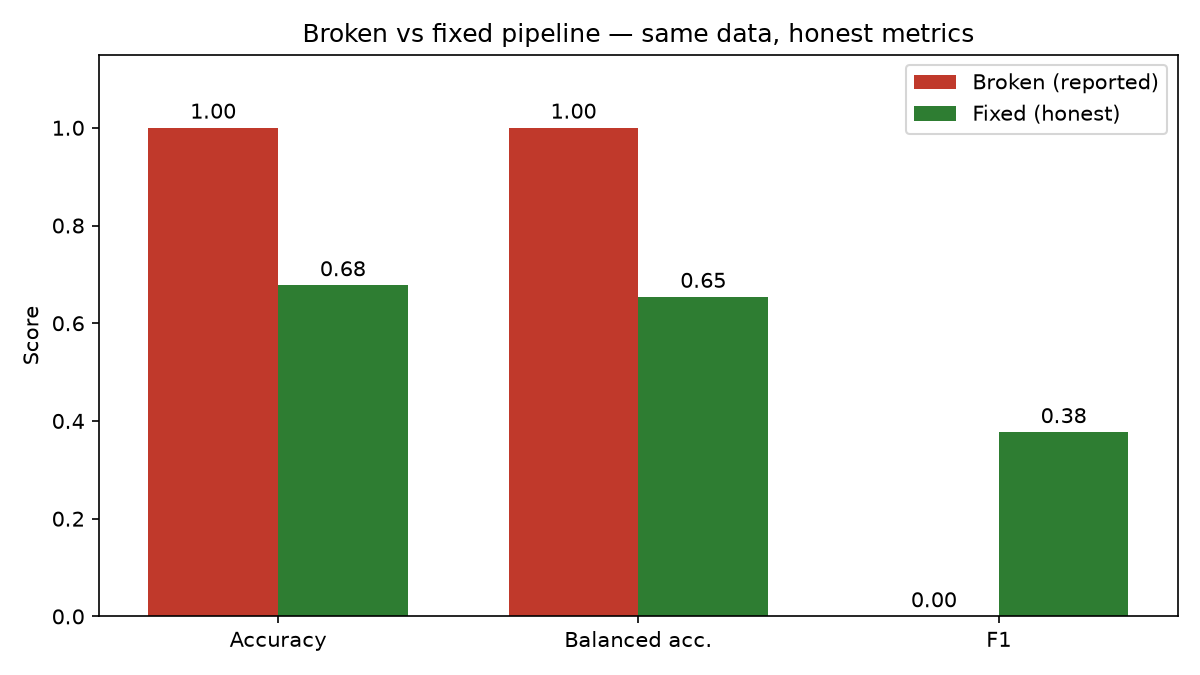 Broken vs fixed pipeline — same data, honest metrics
Broken (reported)
Fixed (honest)
1.00
1.00
0.68
0.65
0.38
0.00
Score
1.0
0.8
0.6
0.4
0.2
0.0
Accuracy
Balanced acc.
F1